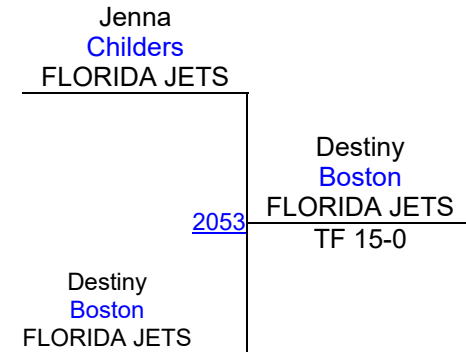 Jenna
Childers
FLORIDA JETS
Destiny
Boston
FLORIDA JETS
2053
TF 15-0
Destiny
Boston
FLORIDA JETS